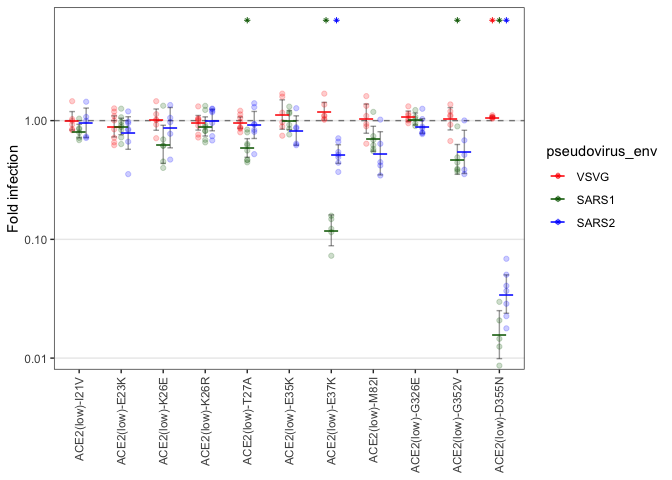 Fold infection
1.00
0.10
0.01
* * * * * * * *
ACE2(low)-I21V
ACE2(low)-E23K
ACE2(low)-K26E
ACE2(low)-K26R
ACE2(low)-T27A
ACE2(low)-E35K
ACE2(low)-E37K
ACE2(low)-M82I
ACE2(low)-G326E
ACE2(low)-G352V
ACE2(low)-D355N
pseudovirus_env
VSVG
SARS1
SARS2